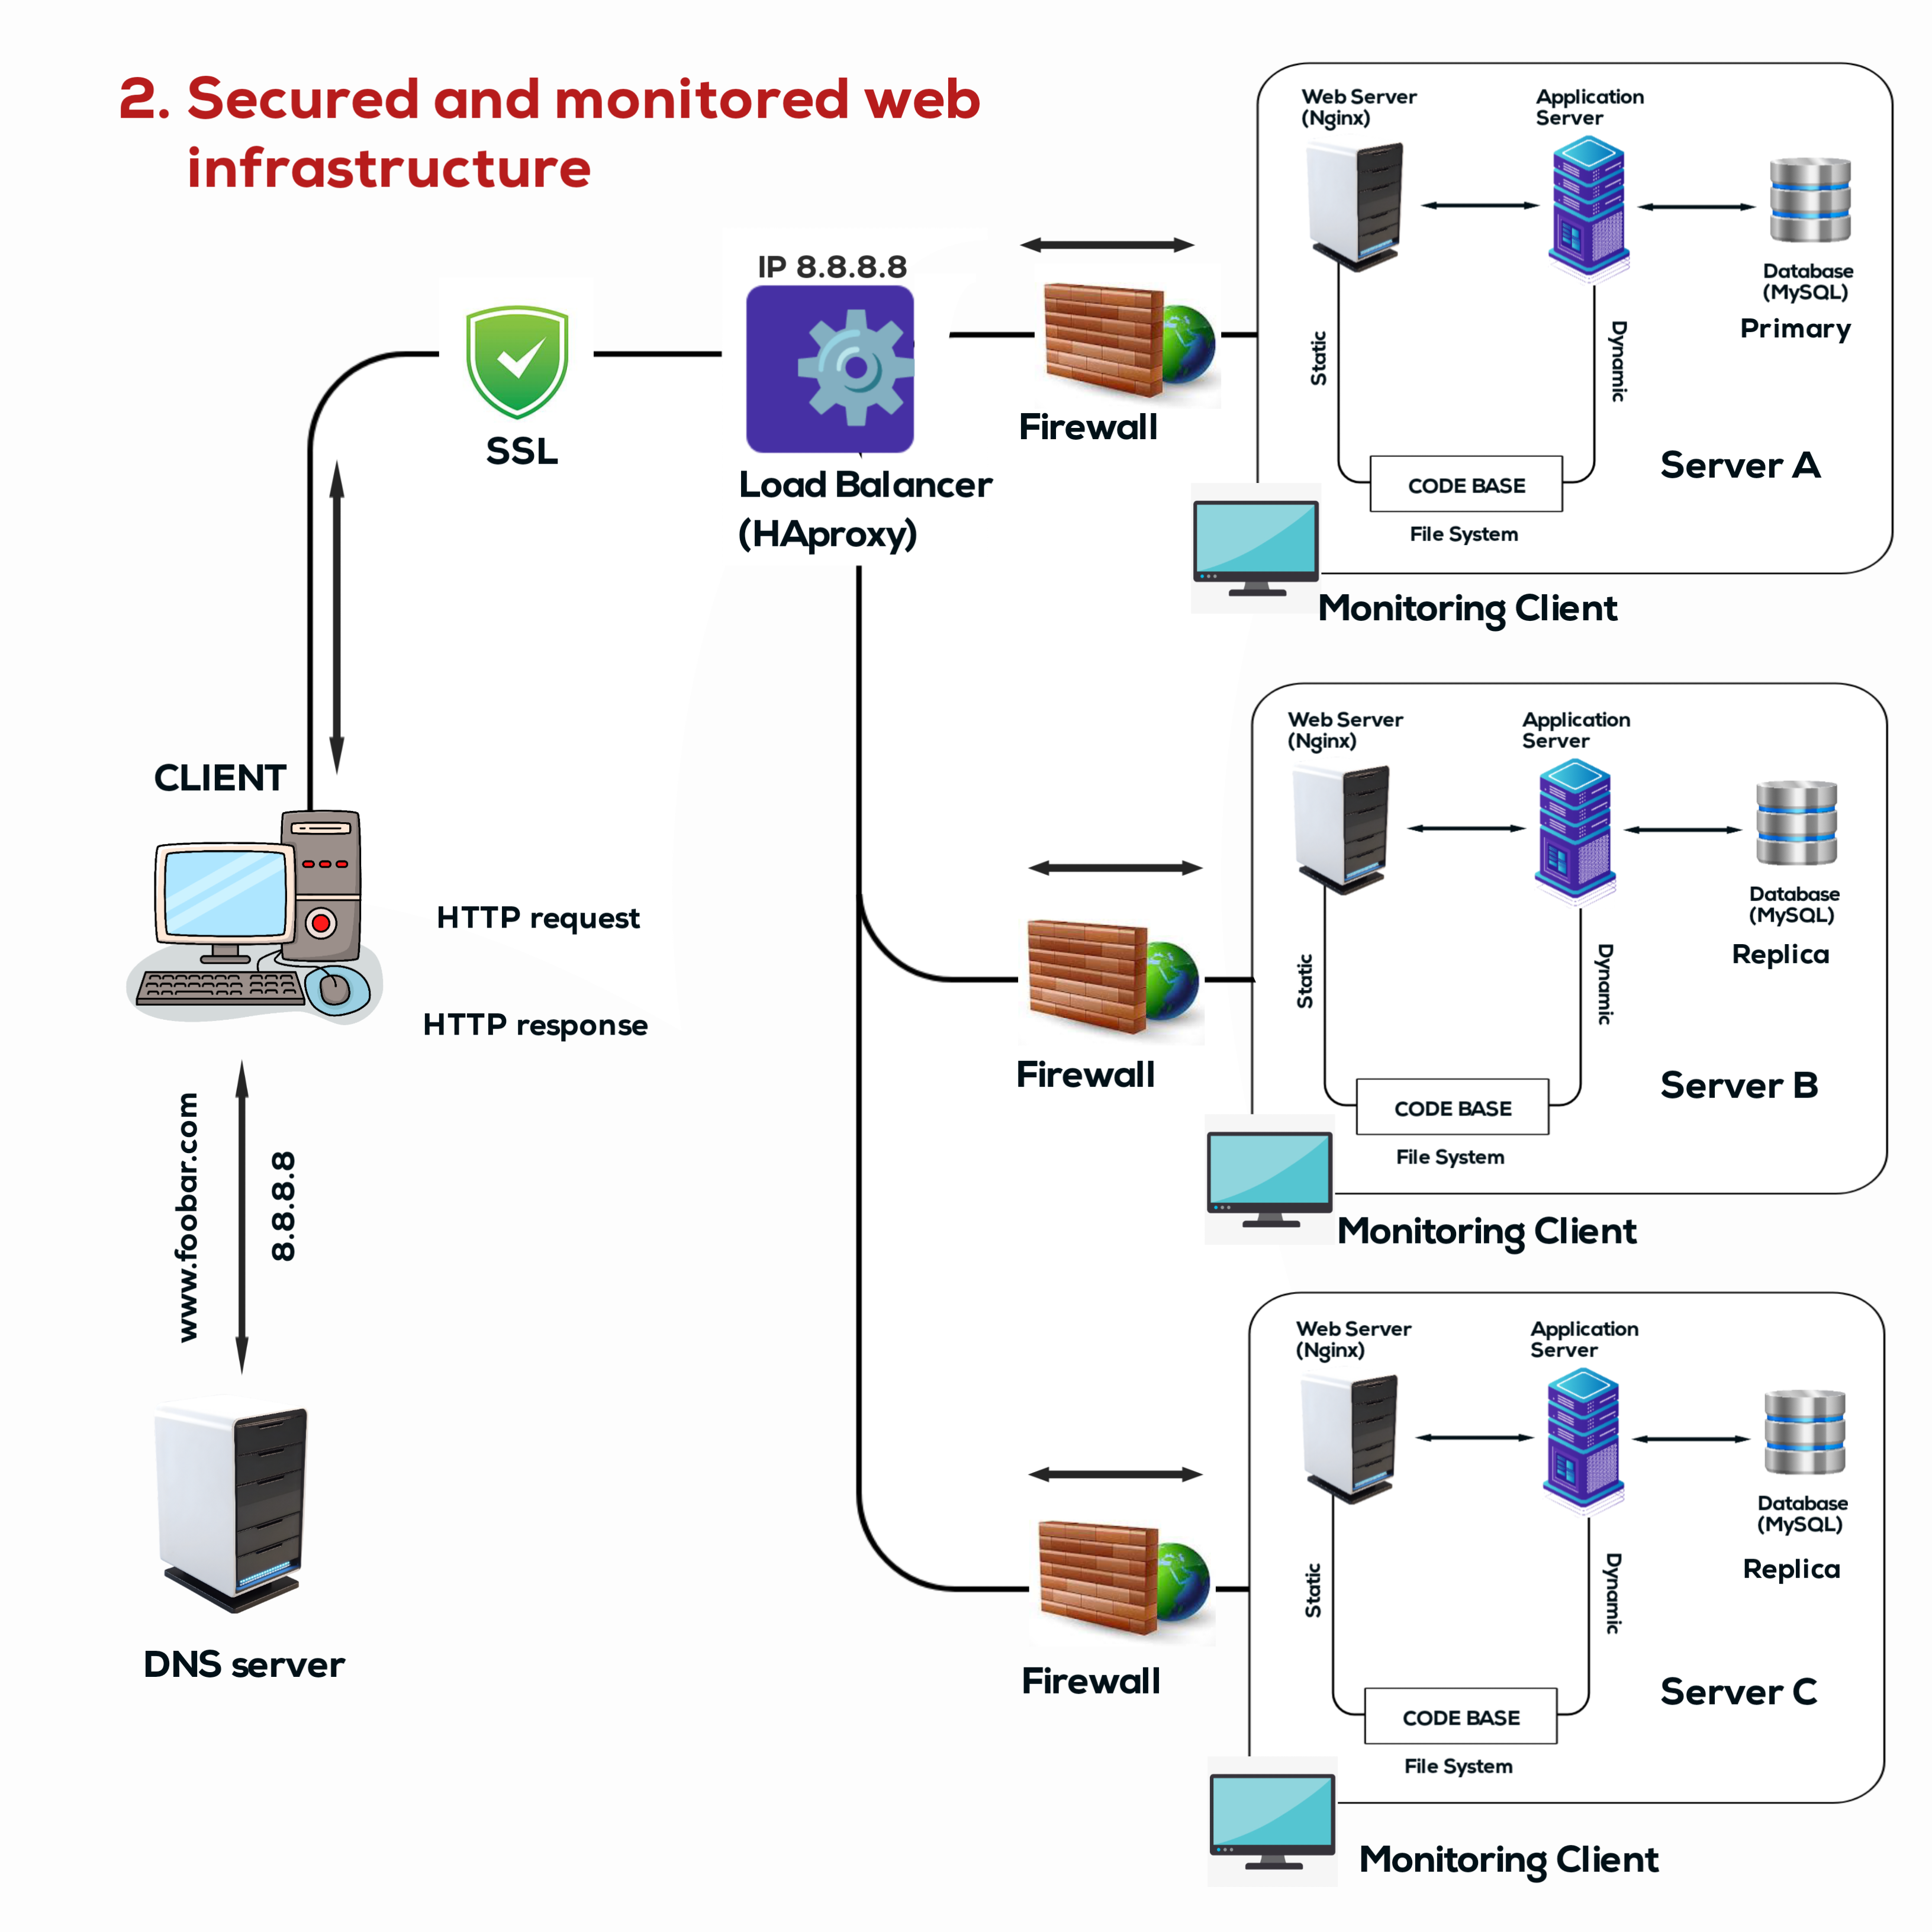 2. Secured and monitored web
infrastructure
IP 8.8.8.8
SSL
Load Balancer
(HAproxy)
CLIENT
HTTP request
HTTP response
www.foobar.com
8.8.8.8
DNS server
Firewall
Web Server
(Nginx)
Application
Server
Database
(MySQL)
Primary
Static
Dynamic
Server A
CODE BASE
File System
Monitoring Client
Firewall
Web Server
(Nginx)
Application
Server
Database
(MySQL)
Replica
Static
Dynamic
Server B
CODE BASE
File System
Monitoring Client
Firewall
Web Server
(Nginx)
Application
Server
Database
(MySQL)
Replica
Static
Dynamic
Server C
CODE BASE
File System
Monitoring Client